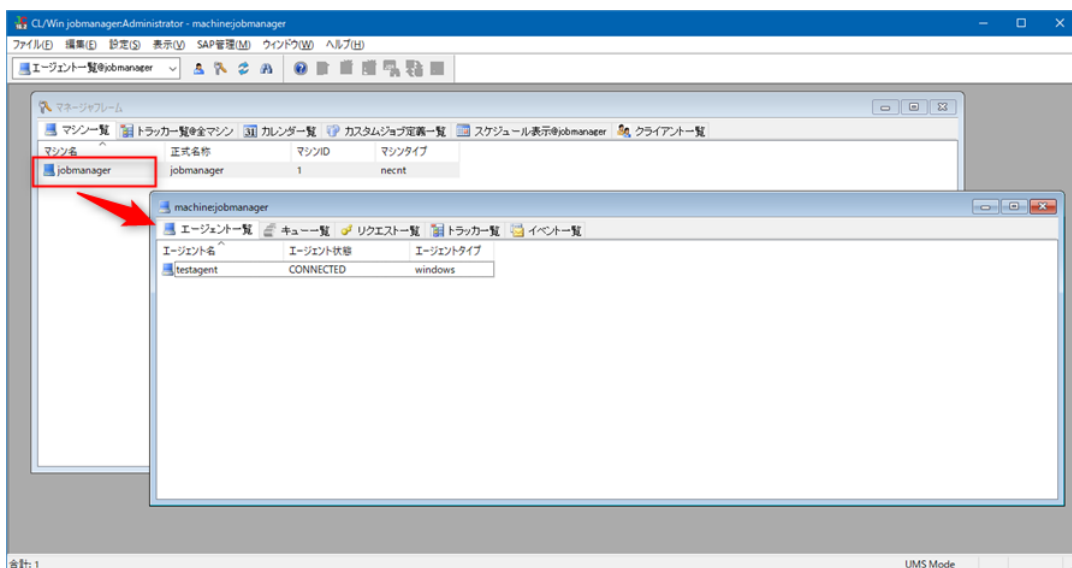 CL/Win jobmanager:Administrator - machine:jobmanager
ファイル(F) 編集(E) 設定(S) 表示(V) SAP管理(M) ウィンドウ(W) ヘルプ(H)
エージェント一覧@jobmanager
マネージャフレーム
マシン一覧 トラッカ一覧@全マシン 31 カレンダー一覧 カスタムジョブ定義一覧 スケジュール表示@jobmanager クライアント一覧
マシン名 正式名称 マシンID マシンタイプ
jobmanager jobmanager 1 necnt
machine:jobmanager
エージェント一覧 キュー一覧 リクエスト一覧 トラッカ一覧 イベント一覧
エージェント名 エージェント状態 エージェントタイプ
testagent CONNECTED windows
合計: 1 UMS Mode